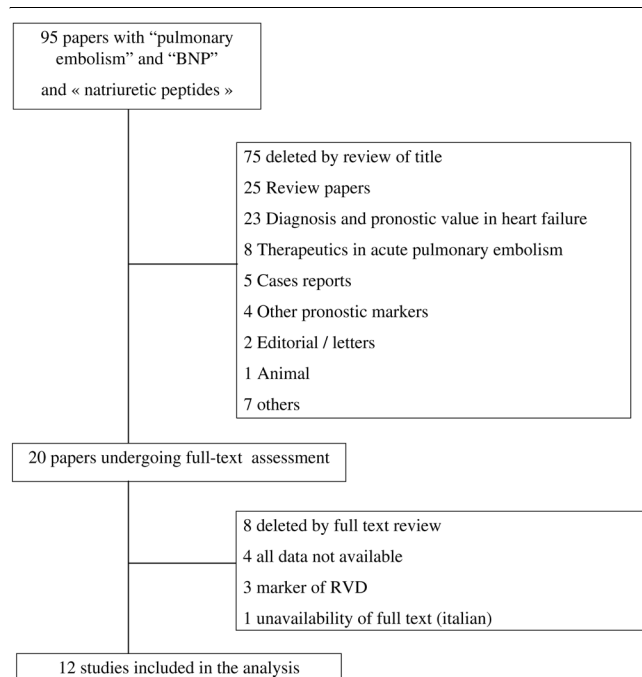 95 papers with “pulmonary
embolism” and “BNP”
and « natriuretic peptides »
75 deleted by review of title
25 Review papers
23 Diagnosis and pronostic value in heart failure
8 Therapeutics in acute pulmonary embolism
5 Cases reports
4 Other pronostic markers
2 Editorial / letters
1 Animal
7 others
20 papers undergoing full-text assessment
8 deleted by full text review
4 all data not available
3 marker of RVD
1 unavailability of full text (italian)
12 studies included in the analysis